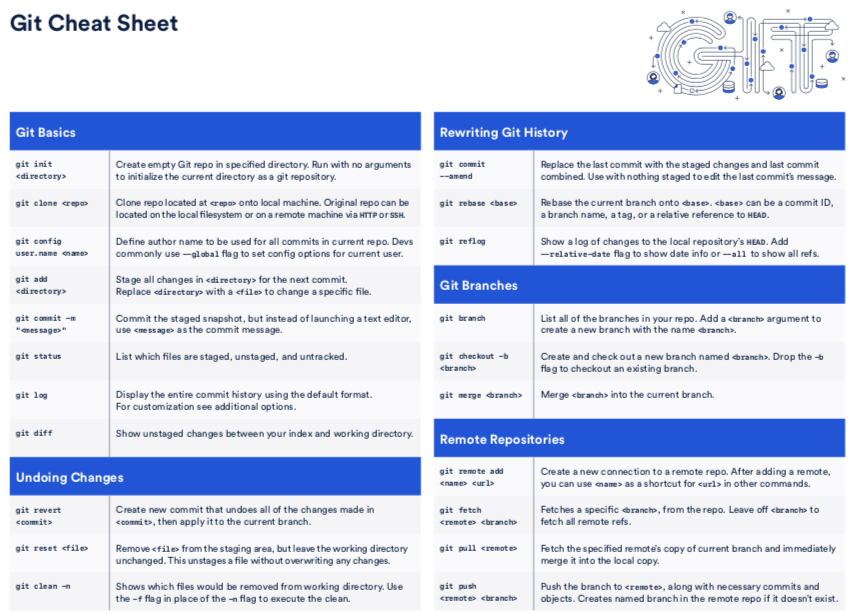 Git Cheat Sheet
Git Basics
git init
<directory>
Create empty Git repo in specified directory. Run with no arguments
to initialize the current directory as a git repository.
git clone <repo>
Clone repo located at <repo> onto local machine. Original repo can be
located on the local filesystem or on a remote machine via HTTP or SSH.
git config
user.name <name>
Define author name to be used for all commits in current repo. Devs
commonly use --global flag to set config options for current user.
git add
<directory>
Stage all changes in <directory> for the next commit.
Replace <directory> with a <file> to change a specific file.
git commit -m
"<message>"
Commit the staged snapshot, but instead of launching a text editor,
use <message> as the commit message.
git status
List which files are staged, unstaged, and untracked.
git log
Display the entire commit history using the default format.
For customization see additional options.
git diff
Show unstaged changes between your index and working directory.
Undoing Changes
git revert
<commit>
Create new commit that undoes all of the changes made in
<commit>, then apply it to the current branch.
git reset <file>
Remove <file> from the staging area, but leave the working directory
unchanged. This unstages a file without overwriting any changes.
git clean -n
Shows which files would be removed from working directory. Use
the -f flag in place of the -n flag to execute the clean.
Rewriting Git History
git commit
--amend
Replace the last commit with the staged changes and last commit
combined. Use with nothing staged to edit the last commit's message.
git rebase <base>
Rebase the current branch onto <base>. <base> can be a commit ID,
a branch name, a tag, or a relative reference to HEAD.
git reflog
Show a log of changes to the local repository's HEAD. Add
--relative-date flag to show date info or --all to show all refs.
Git Branches
git branch
List all of the branches in your repo. Add a <branch> argument to
create a new branch with the name <branch>.
git checkout -b
<branch>
Create and check out a new branch named <branch>. Drop the -b
flag to checkout an existing branch.
git merge <branch>
Merge <branch> into the current branch.
Remote Repositories
git remote add
<name> <url>
Create a new connection to a remote repo. After adding a remote,
you can use <name> as a shortcut for <url> in other commands.
git fetch
<remote> <branch>
Fetches a specific <branch>, from the repo. Leave off <branch> to
fetch all remote refs.
git pull <remote>
Fetch the specified remote's copy of current branch and immediately
merge it into the local copy.
git push
<remote> <branch>
Push the branch to <remote>, along with necessary commits and
objects. Creates named branch in the remote repo if it doesn't exist.